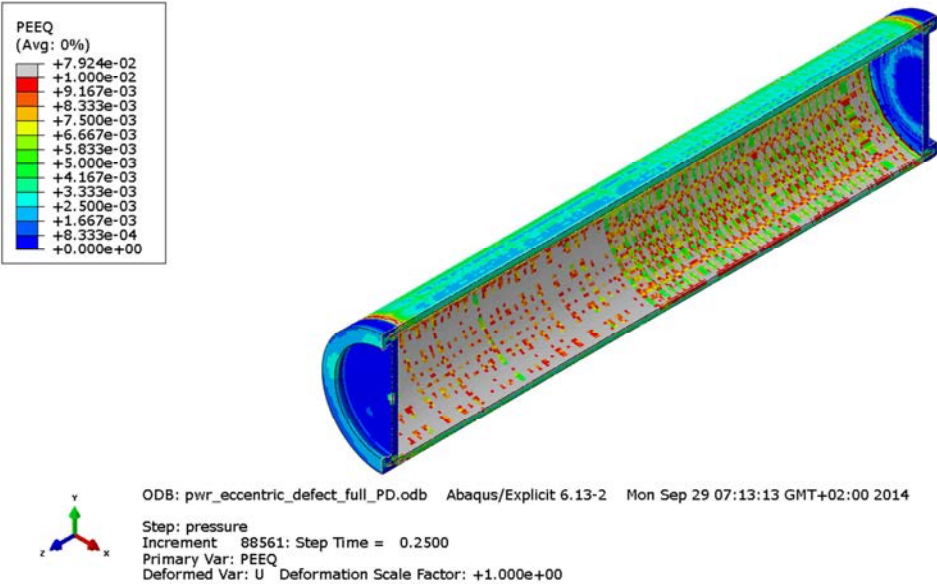 PEEQ
(Avg: 0%)
+7.924e-02
+1.000e-02
+9.167e-03
+8.333e-03
+7.500e-03
+6.667e-03
+5.833e-03
+5.000e-03
+4.167e-03
+3.333e-03
+2.500e-03
+1.667e-03
+8.333e-04
+0.000e+00
Y
Z
X
ODB: pwr_eccentric_defect_full_PD.odb Abaqus/Explicit 6.13-2 Mon Sep 29 07:13:13 GMT+02:00 2014
Step: pressure
Increment 88561: Step Time = 0.2500
Primary Var: PEEQ
Deformed Var: U Deformation Scale Factor: +1.000e+00